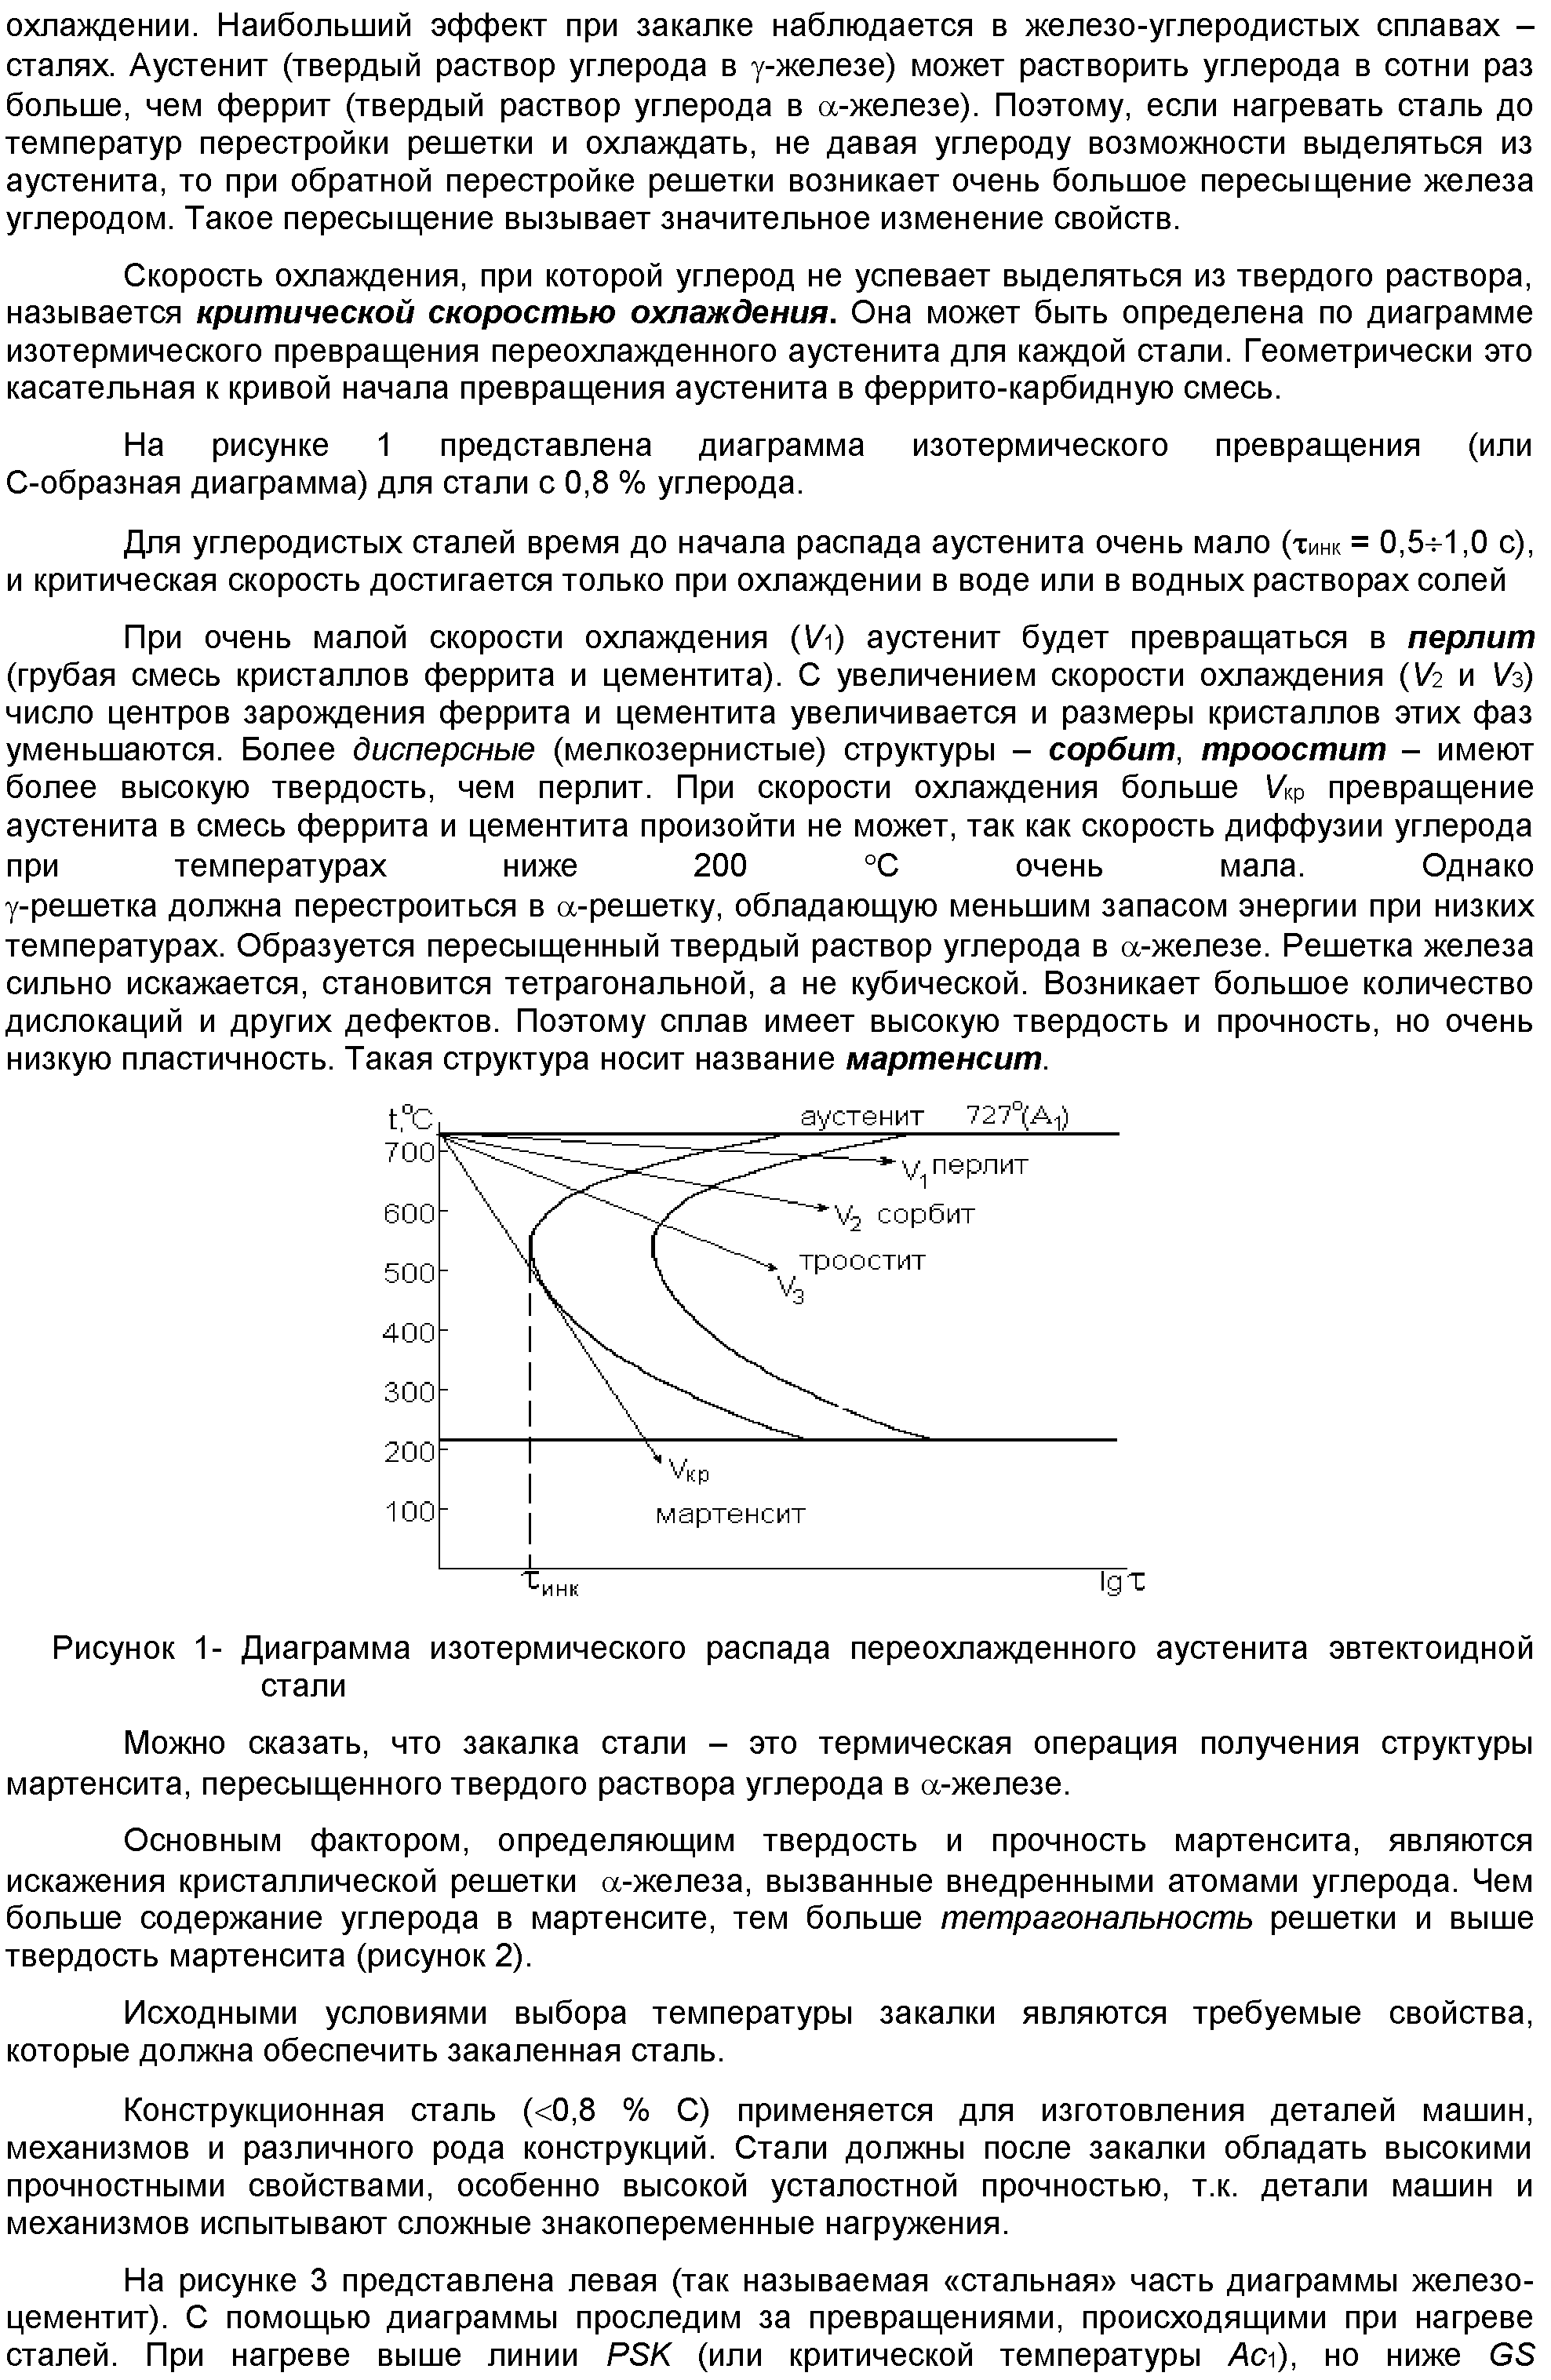 охлаждении. Наибольший эффект при закалке наблюдается в железо-углеродистых сплавах –
сталях. Аустенит (твердый раствор углерода в γ-железе) может растворить углерода в сотни раз
больше, чем феррит (твердый раствор углерода в α-железе). Поэтому, если нагревать сталь до
температур перестройки решетки и охлаждать, не давая углероду возможности выделяться из
аустенита, то при обратной перестройке решетки возникает очень большое пересыщение железа
углеродом. Такое пересыщение вызывает значительное изменение свойств.
Скорость охлаждения, при которой углерод не успевает выделяться из твердого раствора,
называется критической скоростью охлаждения. Она может быть определена по диаграмме
изотермического превращения переохлажденного аустенита для каждой стали. Геометрически это
касательная к кривой начала превращения аустенита в феррито-карбидную смесь.
На рисунке 1 представлена диаграмма изотермического превращения (или
С-образная диаграмма) для стали с 0,8 % углерода.
Для углеродистых сталей время до начала распада аустенита очень мало (τинк = 0,5÷1,0 с),
и критическая скорость достигается только при охлаждении в воде или в водных растворах солей
При очень малой скорости охлаждения (V1) аустенит будет превращаться в перлит
(грубая смесь кристаллов феррита и цементита). С увеличением скорости охлаждения (V2 и V3)
число центров зарождения феррита и цементита увеличивается и размеры кристаллов этих фаз
уменьшаются. Более дисперсные (мелкозернистые) структуры – сорбит, троостит – имеют
более высокую твердость, чем перлит. При скорости охлаждения больше Vкр превращение
аустенита в смесь феррита и цементита произойти не может, так как скорость диффузии углерода
при температурах ниже 200 °С очень мала. Однако
γ-решетка должна перестроиться в α-решетку, обладающую меньшим запасом энергии при низких
температурах. Образуется пересыщенный твердый раствор углерода в α-железе. Решетка железа
сильно искажается, становится тетрагональной, а не кубической. Возникает большое количество
дислокаций и других дефектов. Поэтому сплав имеет высокую твердость и прочность, но очень
низкую пластичность. Такая структура носит название мартенсит.
t,°C аустенит 727°(A1)
700
V1 перлит
600
V2 сорбит
троостит
500
V3
400
300
200
Vкр
100
мартенсит
τинк lg τ
Рисунок 1- Диаграмма изотермического распада переохлажденного аустенита эвтектоидной
стали
Можно сказать, что закалка стали – это термическая операция получения структуры
мартенсита, пересыщенного твердого раствора углерода в α-железе.
Основным фактором, определяющим твердость и прочность мартенсита, являются
искажения кристаллической решетки α-железа, вызванные внедренными атомами углерода. Чем
больше содержание углерода в мартенсите, тем больше тетрагональность решетки и выше
твердость мартенсита (рисунок 2).
Исходными условиями выбора температуры закалки являются требуемые свойства,
которые должна обеспечить закаленная сталь.
Конструкционная сталь (<0,8 % С) применяется для изготовления деталей машин,
механизмов и различного рода конструкций. Стали должны после закалки обладать высокими
прочностными свойствами, особенно высокой усталостной прочностью, т.к. детали машин и
механизмов испытывают сложные знакопеременные нагружения.
На рисунке 3 представлена левая (так называемая «стальная» часть диаграммы железо-
цементит). С помощью диаграммы проследим за превращениями, происходящими при нагреве
сталей. При нагреве выше линии PSK (или критической температуры Ас1), но ниже GS